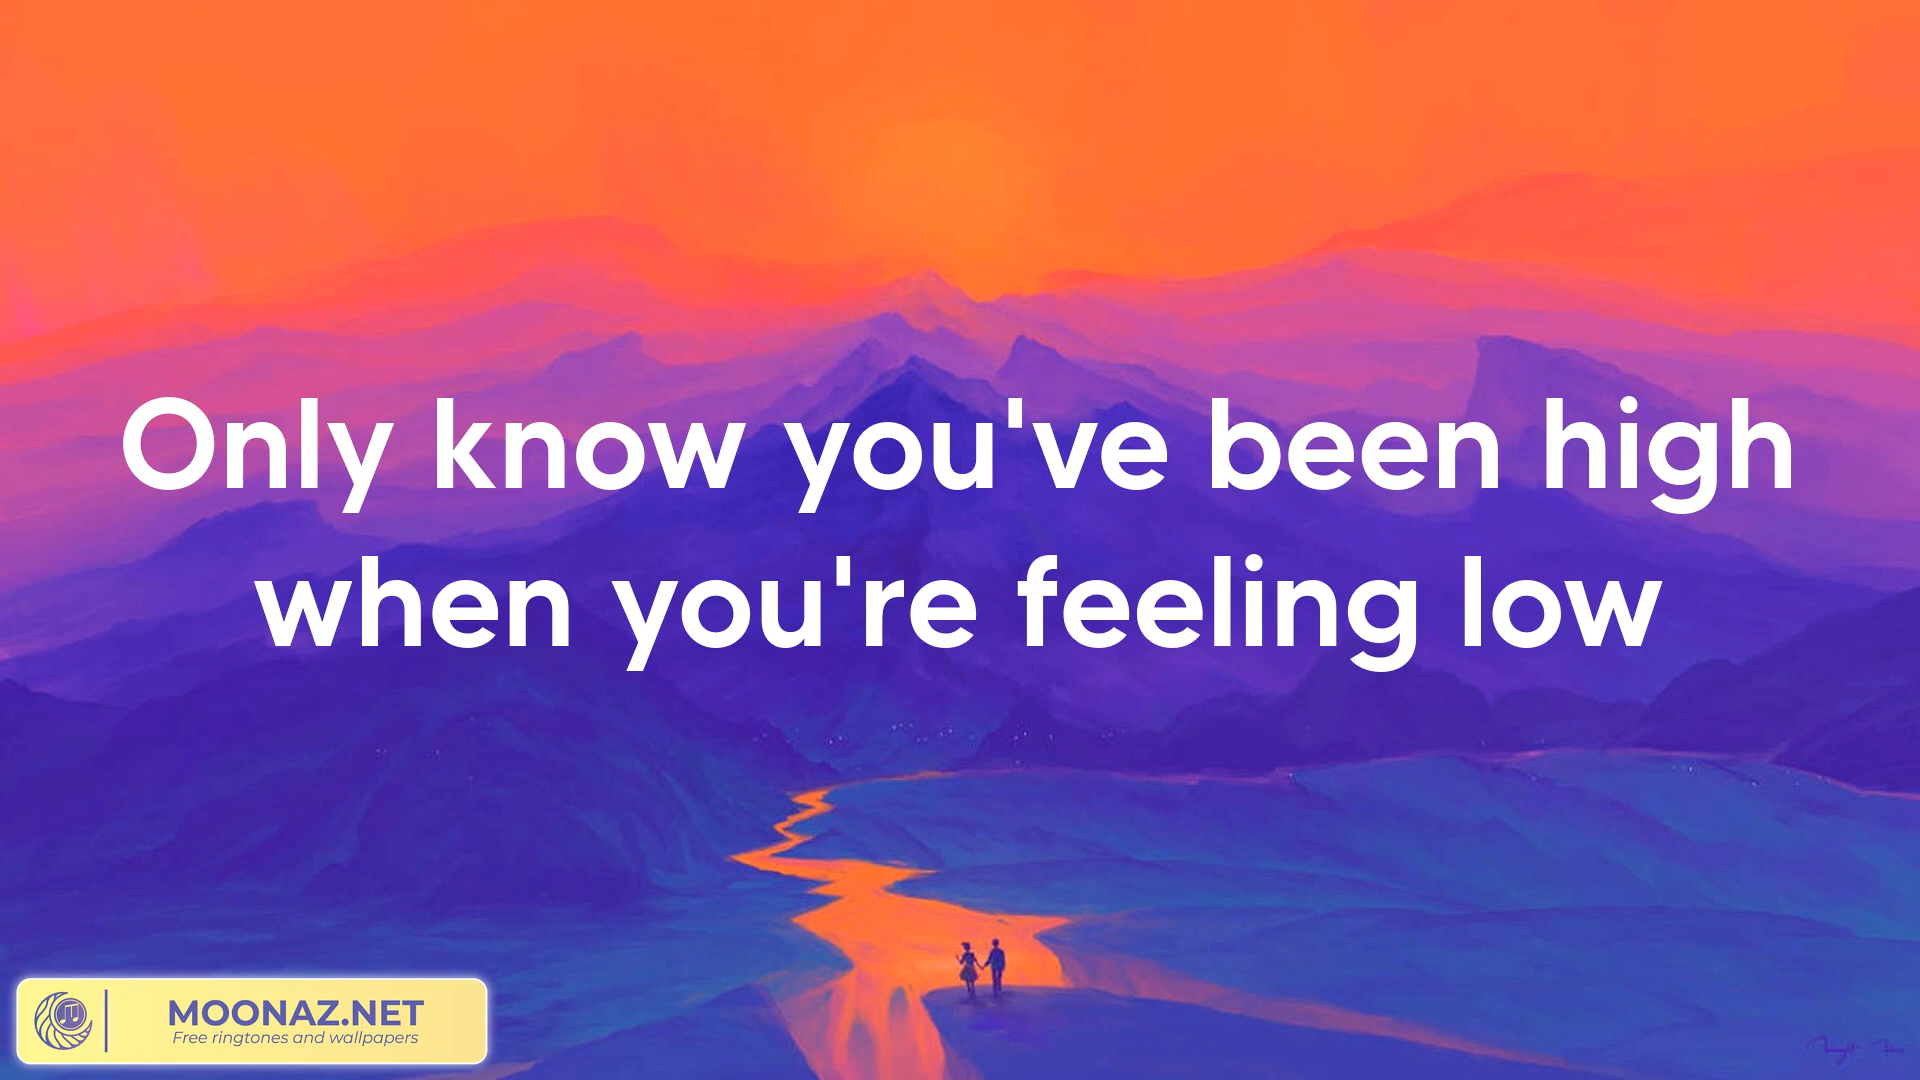 Only know you've been high
when you're feeling low
MOONAZ.NET
Free ringtones and wallpapers